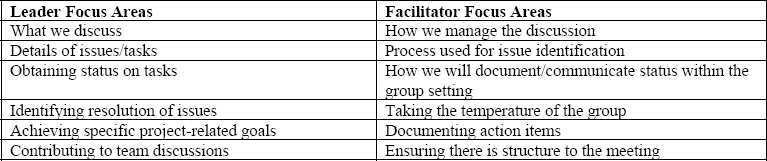 Leader Focus Areas Facilitator Focus Areas
What we discuss How we manage the discussion
Details of issues/tasks Process used for issue identification
Obtaining status on tasks How we will document/communicate status within the
group setting
Identifying resolution of issues Taking the temperature of the group
Achieving specific project-related goals Documenting action items
Contributing to team discussions Ensuring there is structure to the meeting